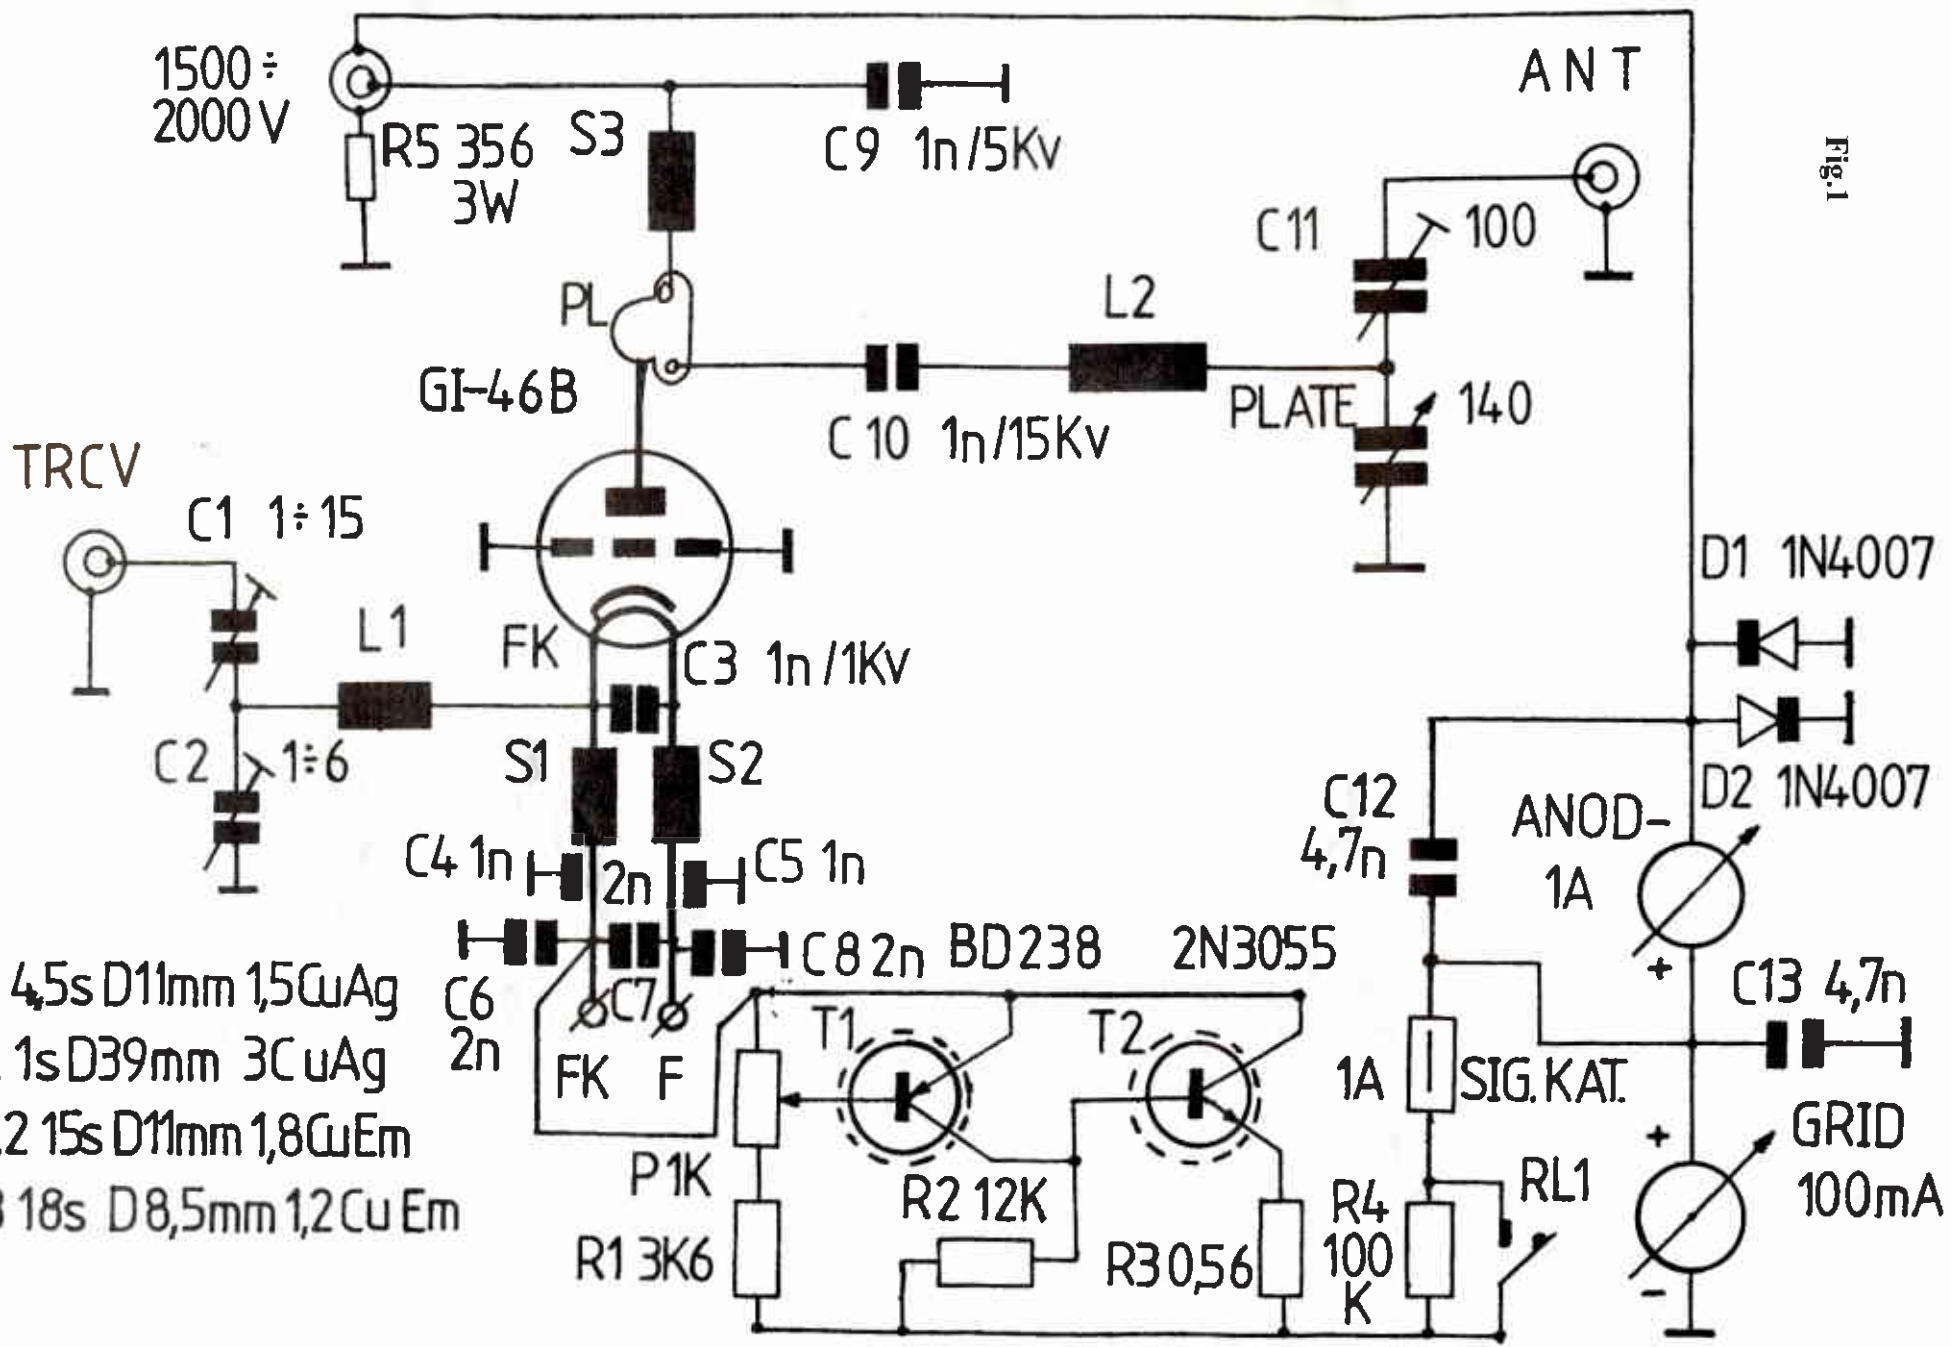 1500÷
2000V
R5 356
3W
S3
C9 1n/5Kv
ANT
Fig.1
C11
100
PL
L2
GI-46B
C10 1n/15Kv
PLATE
140
TRCV
C1 1÷15
D1 1N4007
L1
FK
C3 1n/1Kv
C2 1÷6
S1
S2
D2 1N4007
C12
4,7n
ANOD-
1A
C4 1n
2n
C5 1n
C8 2n
BD238
2N3055
+
C13 4,7n
4,5s D11mm 1,5CuAg
C6
2n
C7
T1
T2
1s D39mm 3CuAg
FK
F
1A
SIG.KAT.
.2 15s D11mm 1,8CuEm
P1K
R2 12K
+
GRID
100mA
18s D8,5mm 1,2CuEm
R1 3K6
R3 0,56
R4
100
K
RL1
-